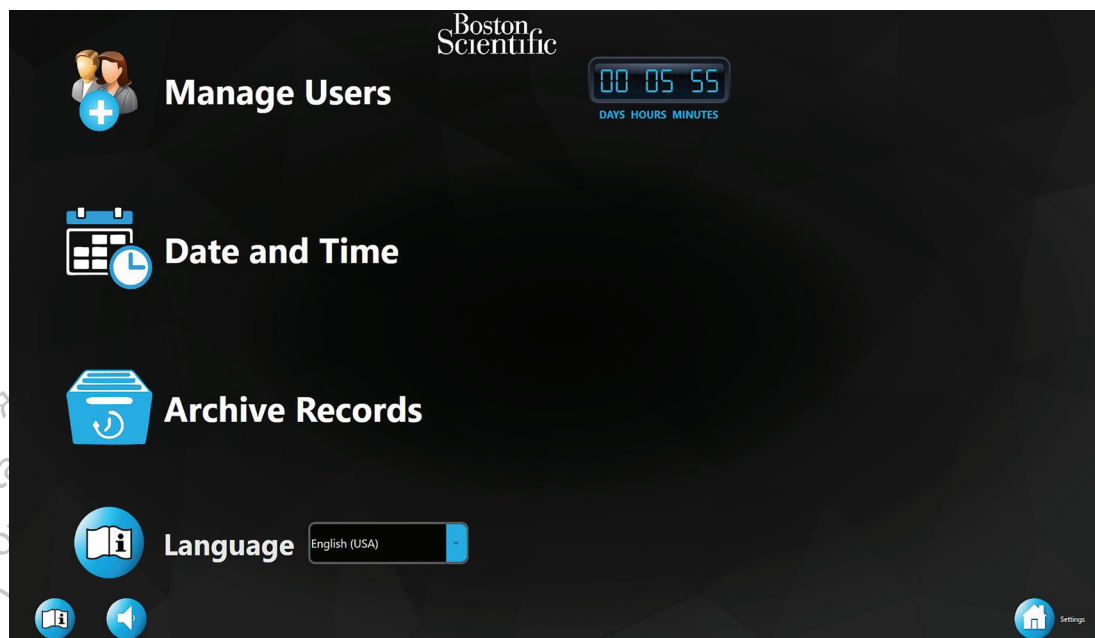 Boston
Scientific
Manage Users
00 05 55
DAYS HOURS MINUTES
Date and Time
Archive Records
Language
English (USA)
Settings